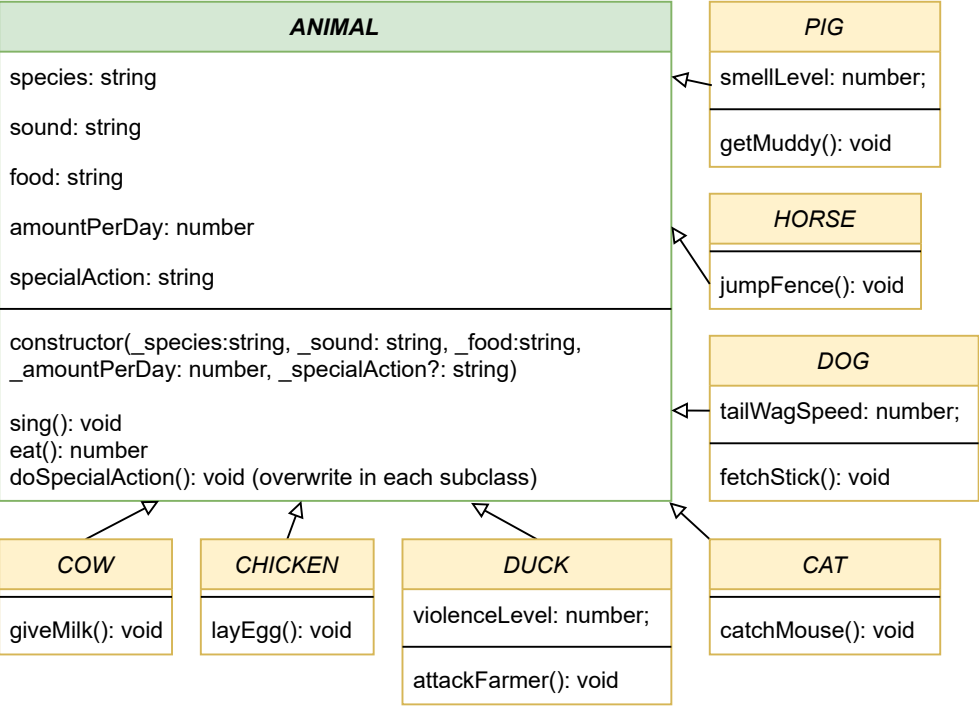 ANIMAL
species: string
sound: string
food: string
amountPerDay: number
specialAction: string
constructor(_species:string, _sound: string, _food:string,
_amountPerDay: number, _specialAction?: string)
sing(): void
eat(): number
doSpecialAction(): void (overwrite in each subclass)
PIG
smellLevel: number;
getMuddy(): void
HORSE
jumpFence(): void
DOG
tailWagSpeed: number;
fetchStick(): void
COW
giveMilk(): void
CHICKEN
layEgg(): void
DUCK
violenceLevel: number;
attackFarmer(): void
CAT
catchMouse(): void